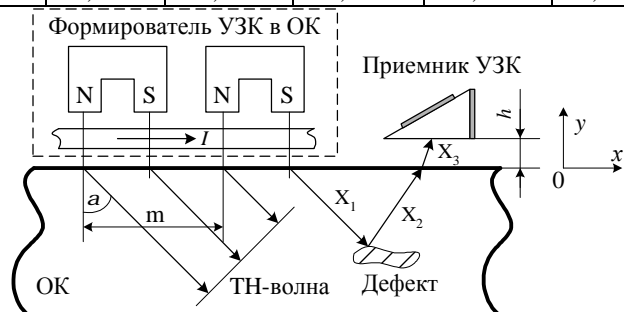 Формирователь УЗК в ОК
Приемник УЗК
N S N S
I
h
y
x
0
X₃
a
m
X₁
X₂
ОК
ТН-волна
Дефект